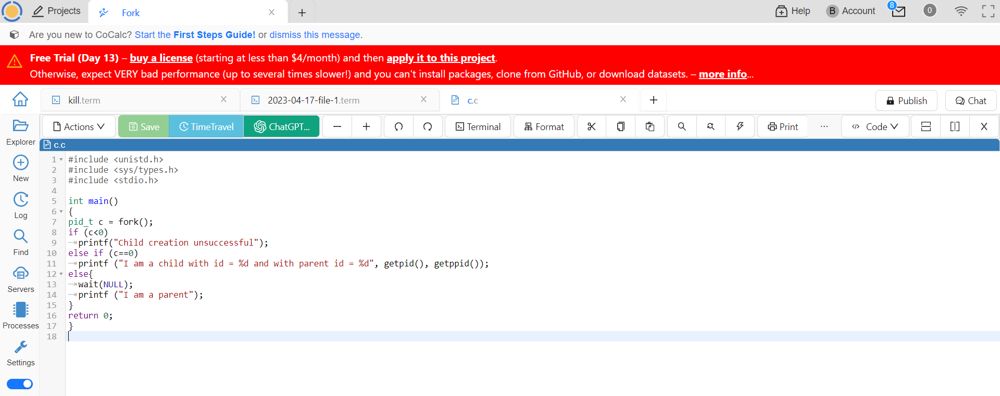 Projects
Fork
Help
B Account
8
0
Are you new to CoCalc? Start the First Steps Guide! or dismiss this message.
Free Trial (Day 13) – buy a license (starting at less than $4/month) and then apply it to this project.
Otherwise, expect VERY bad performance (up to several times slower!) and you can't install packages, clone from GitHub, or download datasets. – more info...
kill.term
2023-04-17-file-1.term
c.c
Publish
Chat
Actions
Save
TimeTravel
ChatGPT...
Terminal
Format
Print
Code
Explorer
New
Log
Find
Servers
Processes
Settings
c.c
1 #include <unistd.h>
2 #include <sys/types.h>
3 #include <stdio.h>
4
5 int main()
6 {
7 pid_t c = fork();
8 if (c<0)
9 printf("Child creation unsuccessful");
10 else if (c==0)
11 printf ("I am a child with id = %d and with parent id = %d", getpid(), getppid());
12 else{
13 wait(NULL);
14 printf ("I am a parent");
15 }
16 return 0;
17 }
18